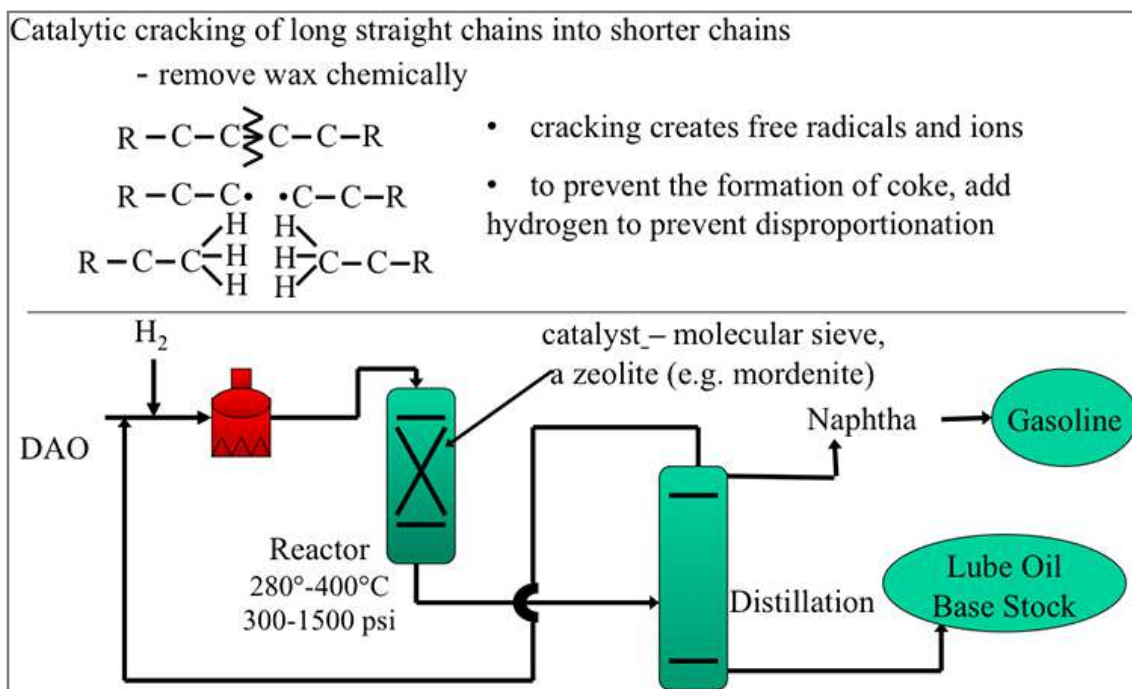 Catalytic cracking of long straight chains into shorter chains
- remove wax chemically
R – C – C C – C – R
R – C – C• •C – C – R
H H
R – C – C H H C – C – R
H H
• cracking creates free radicals and ions
• to prevent the formation of coke, add
hydrogen to prevent disproportionation
H2
catalyst – molecular sieve,
a zeolite (e.g. mordenite)
DAO
Naphtha
Gasoline
Reactor
280°-400°C
300-1500 psi
Distillation
Lube Oil
Base Stock